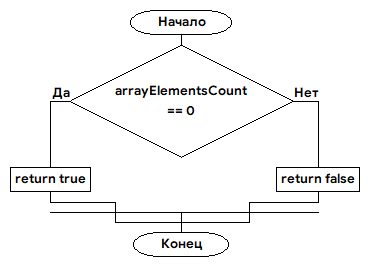 Начало
Да
Нет
arrayElementsCount
== 0
return true
return false
Конец